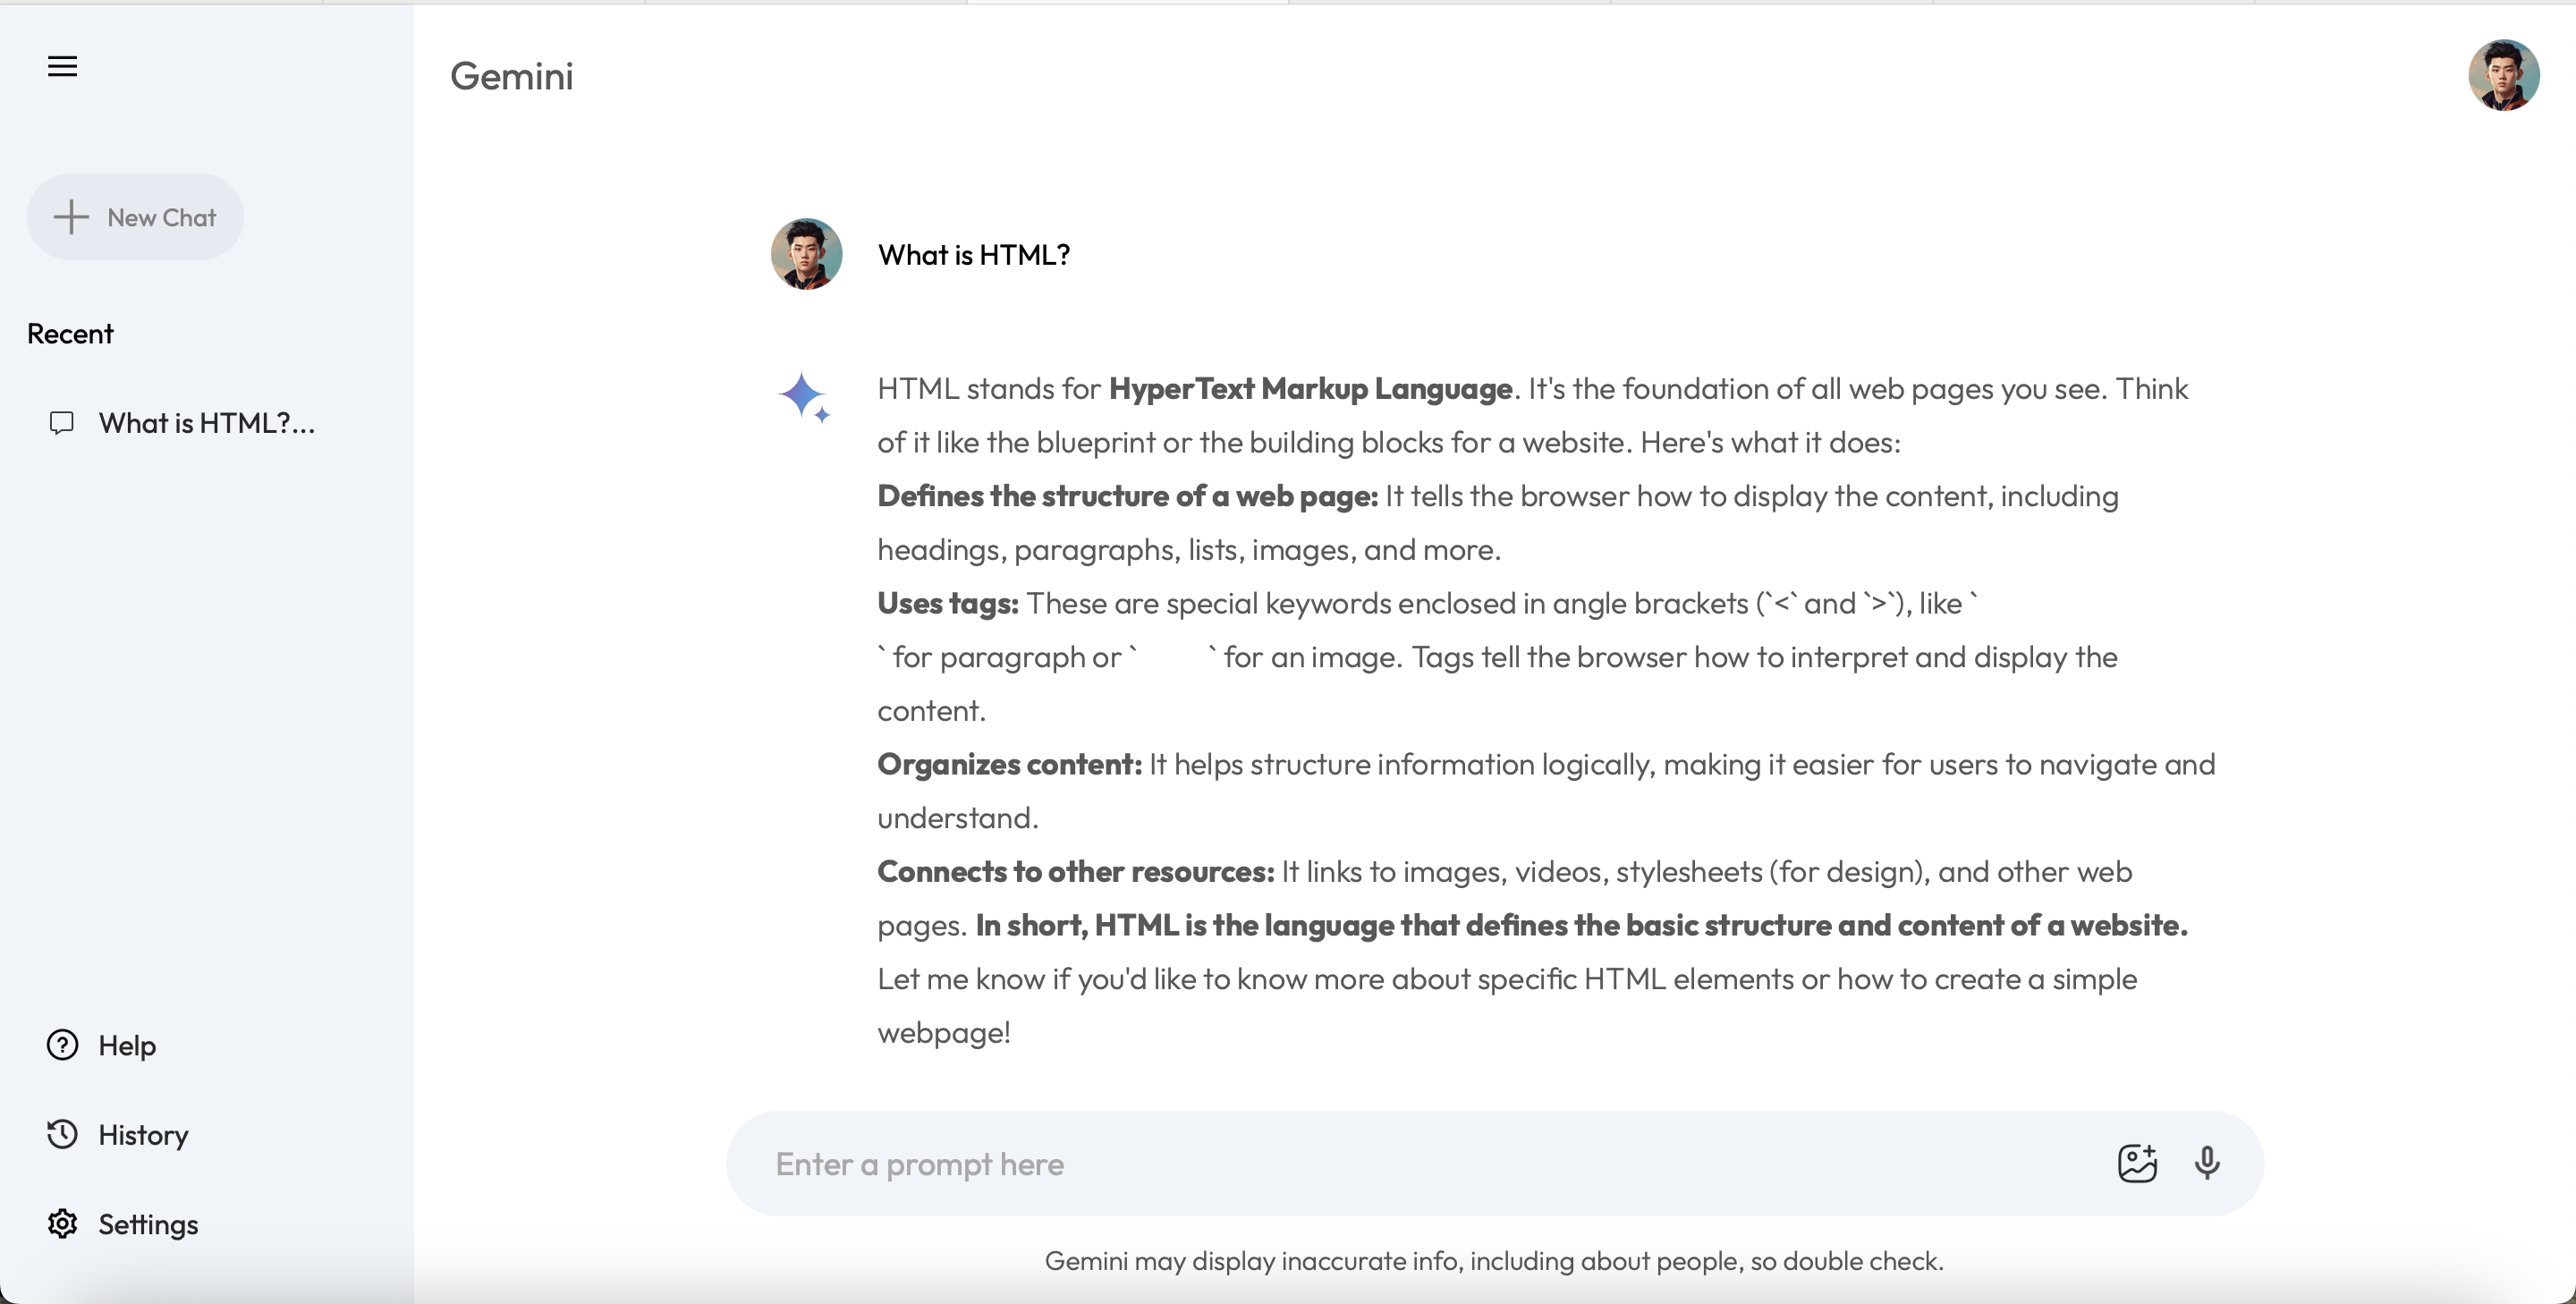 Gemini
New Chat
Recent
What is HTML?...
Help
History
Settings
What is HTML?
HTML stands for HyperText Markup Language. It's the foundation of all web pages you see. Think
of it like the blueprint or the building blocks for a website. Here's what it does:
Defines the structure of a web page: It tells the browser how to display the content, including
headings, paragraphs, lists, images, and more.
Uses tags: These are special keywords enclosed in angle brackets (`<` and `>`), like `
` for paragraph or ` ` for an image. Tags tell the browser how to interpret and display the
content.
Organizes content: It helps structure information logically, making it easier for users to navigate and
understand.
Connects to other resources: It links to images, videos, stylesheets (for design), and other web
pages. In short, HTML is the language that defines the basic structure and content of a website.
Let me know if you'd like to know more about specific HTML elements or how to create a simple
webpage!
Enter a prompt here
Gemini may display inaccurate info, including about people, so double check.